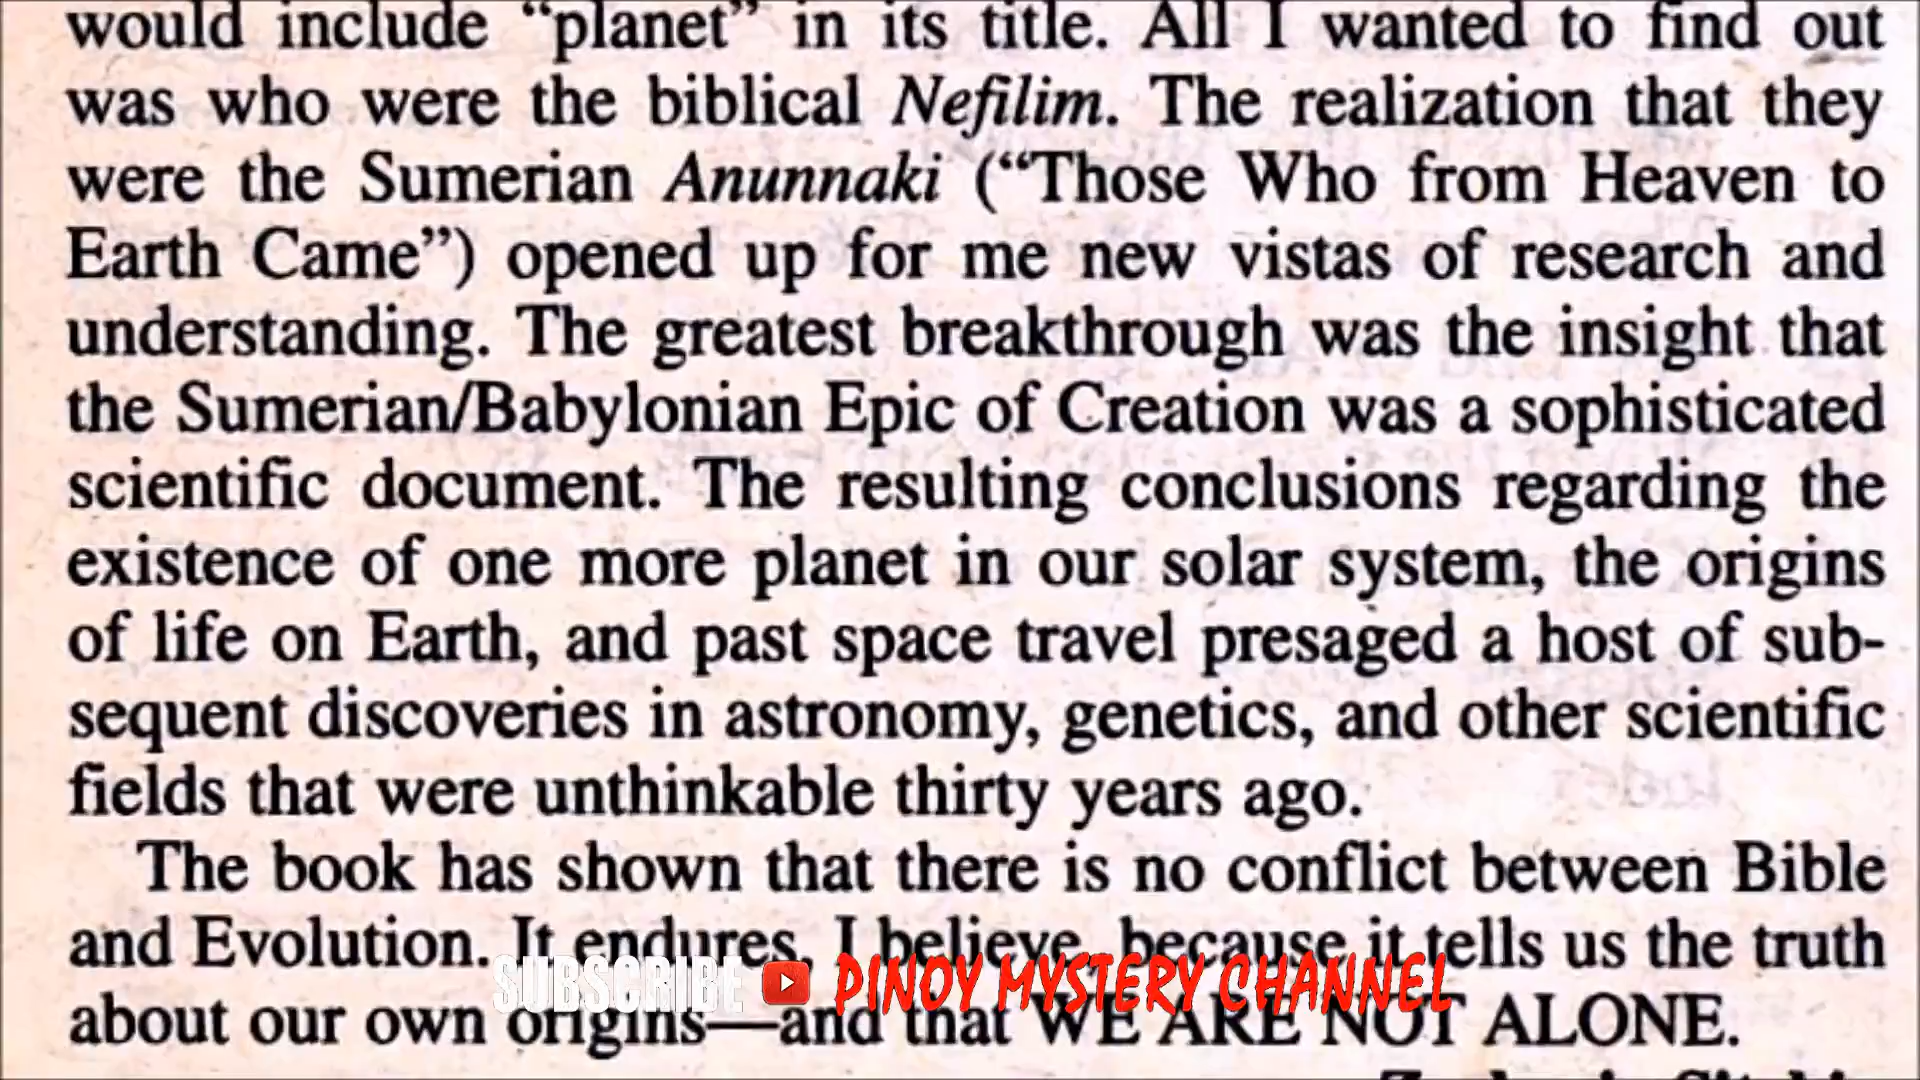 would include “planet” in its title. All I wanted to find out
was who were the biblical Nefilim. The realization that they
were the Sumerian Anunnaki (“Those Who from Heaven to
Earth Came”) opened up for me new vistas of research and
understanding. The greatest breakthrough was the insight that
the Sumerian/Babylonian Epic of Creation was a sophisticated
scientific document. The resulting conclusions regarding the
existence of one more planet in our solar system, the origins
of life on Earth, and past space travel presaged a host of sub-
sequent discoveries in astronomy, genetics, and other scientific
fields that were unthinkable thirty years ago.
The book has shown that there is no conflict between Bible
and Evolution. It endures, I believe, because it tells us the truth
SUBSCRIBE PINOY MYSTERY CHANNEL
about our own origins—and that WE ARE NOT ALONE.